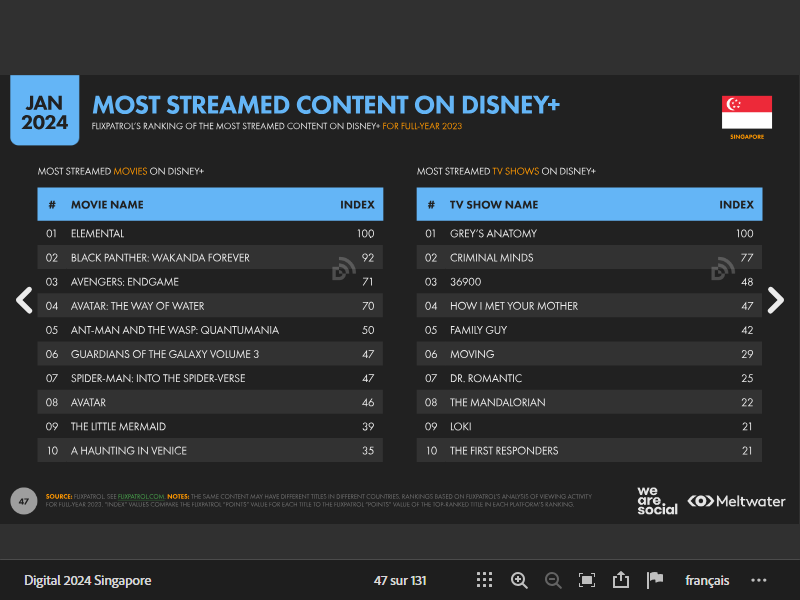 JAN
2024
MOST STREAMED CONTENT ON DISNEY+
FLIXPATROL'S RANKING OF THE MOST STREAMED CONTENT ON DISNEY+ FOR FULL-YEAR 2023
SINGAPORE
MOST STREAMED MOVIES ON DISNEY+
# MOVIE NAME INDEX
01 ELEMENTAL 100
02 BLACK PANTHER: WAKANDA FOREVER 92
03 AVENGERS: ENDGAME 71
04 AVATAR: THE WAY OF WATER 70
05 ANT-MAN AND THE WASP: QUANTUMANIA 50
06 GUARDIANS OF THE GALAXY VOLUME 3 47
07 SPIDER-MAN: INTO THE SPIDER-VERSE 47
08 AVATAR 46
09 THE LITTLE MERMAID 39
10 A HAUNTING IN VENICE 35
MOST STREAMED TV SHOWS ON DISNEY+
# TV SHOW NAME INDEX
01 GREY'S ANATOMY 100
02 CRIMINAL MINDS 77
03 36900 48
04 HOW I MET YOUR MOTHER 47
05 FAMILY GUY 42
06 MOVING 29
07 DR. ROMANTIC 25
08 THE MANDALORIAN 22
09 LOKI 21
10 THE FIRST RESPONDERS 21
47
SOURCE: FLIXPATROL. SEE FLIXPATROL.COM. NOTES: THE SAME CONTENT MAY HAVE DIFFERENT TITLES IN DIFFERENT COUNTRIES. RANKINGS BASED ON FLIXPATROL'S ANALYSIS OF VIEWING ACTIVITY
FOR FULL-YEAR 2023. "INDEX" VALUES COMPARE THE FLIXPATROL "POINTS" VALUE FOR EACH TITLE TO THE FLIXPATROL "POINTS" VALUE OF THE TOP-RANKED TITLE IN EACH PLATFORM'S RANKING.
we
are
social
Meltwater
Digital 2024 Singapore
47 sur 131
français